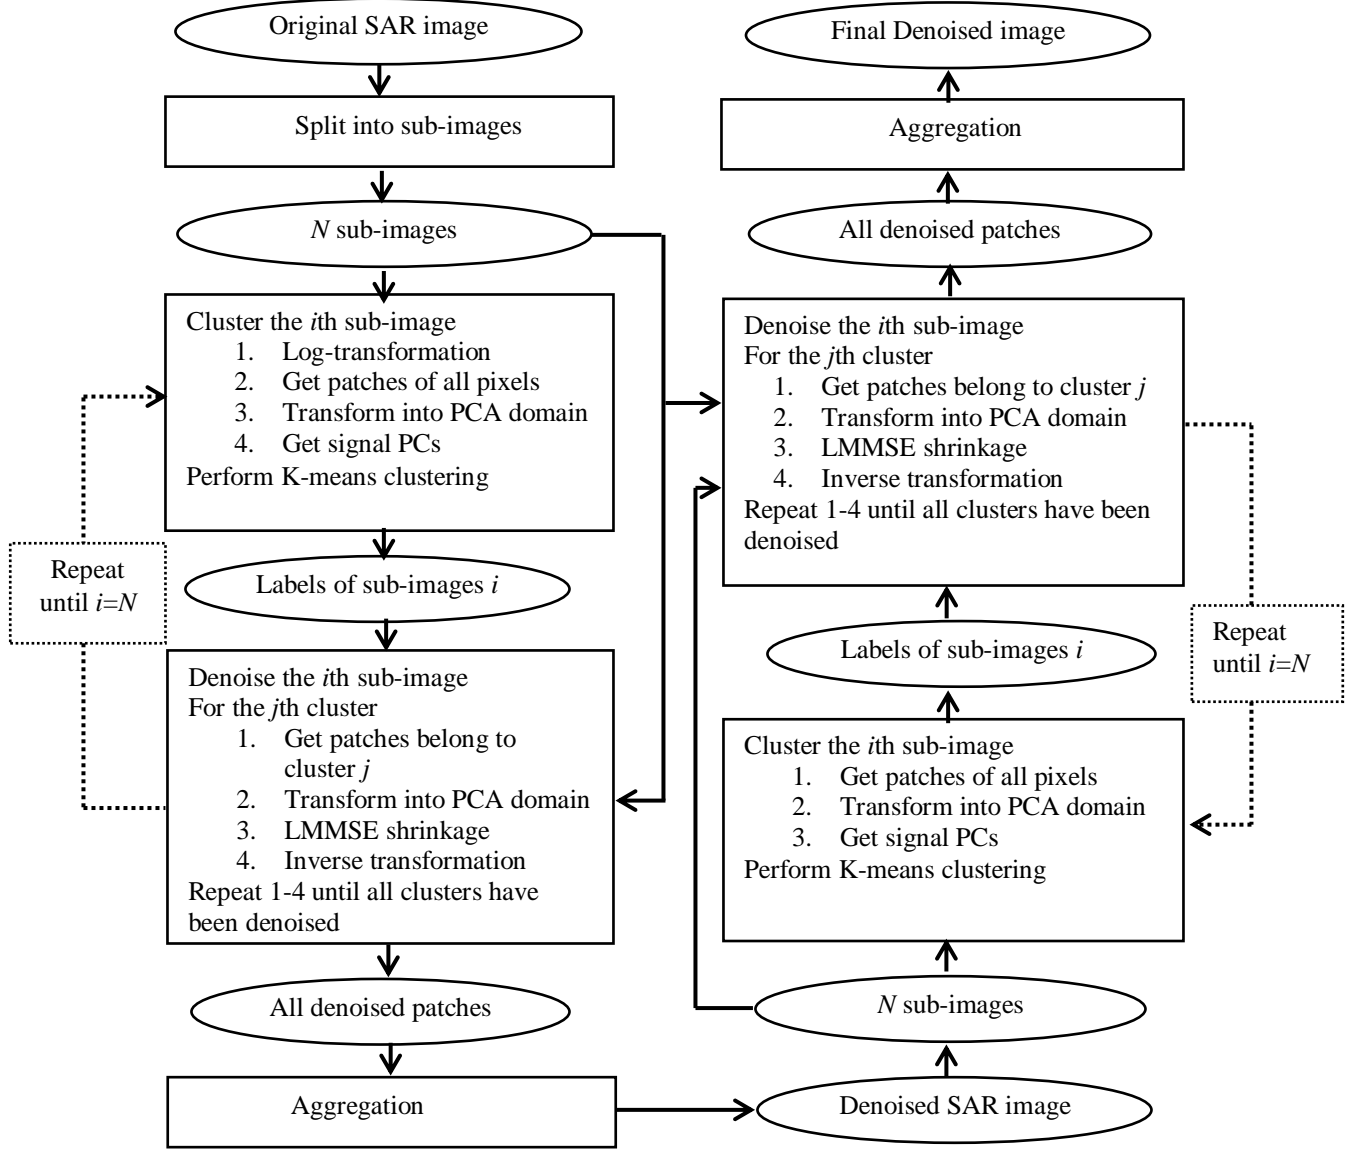 Original SAR image
Split into sub-images
N sub-images
Cluster the ith sub-image
1. Log-transformation
2. Get patches of all pixels
3. Transform into PCA domain
4. Get signal PCs
Perform K-means clustering
Repeat
until i=N
Labels of sub-images i
Denoise the ith sub-image
For the jth cluster
1. Get patches belong to
cluster j
2. Transform into PCA domain
3. LMMSE shrinkage
4. Inverse transformation
Repeat 1-4 until all clusters have
been denoised
All denoised patches
Aggregation
Final Denoised image
Aggregation
All denoised patches
Denoise the ith sub-image
For the jth cluster
1. Get patches belong to cluster j
2. Transform into PCA domain
3. LMMSE shrinkage
4. Inverse transformation
Repeat 1-4 until all clusters have been
denoised
Labels of sub-images i
Repeat
until i=N
Cluster the ith sub-image
1. Get patches of all pixels
2. Transform into PCA domain
3. Get signal PCs
Perform K-means clustering
N sub-images
Denoised SAR image